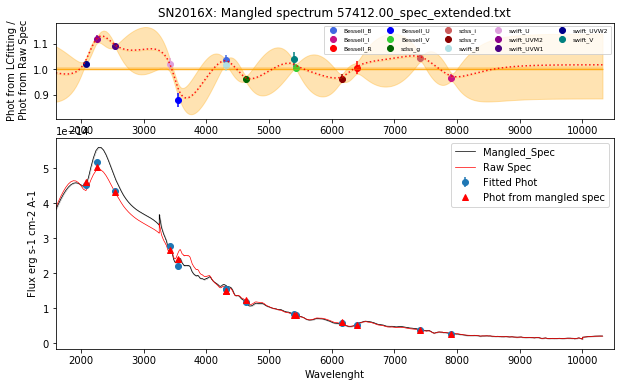 SN2016X: Mangled spectrum 57412.00_spec_extended.txt
Phot from LCfitting /
Phot from Raw Spec
1.1
1.0
0.9
Bessell_B
Bessell_I
Bessell_R
Bessell_U
Bessell_V
sdss_g
sdss_i
sdss_r
swift_B
swift_U
swift_UVM2
swift_UVW1
swift_UVW2
swift_V
2000 3000 4000 5000 6000 7000 8000 9000 10000
1e−14
Flux erg s-1 cm-2 A-1
5
4
3
2
1
0
Mangled_Spec
Raw Spec
Fitted Phot
Phot from mangled spec
2000 3000 4000 5000 6000 7000 8000 9000 10000
Wavelenght